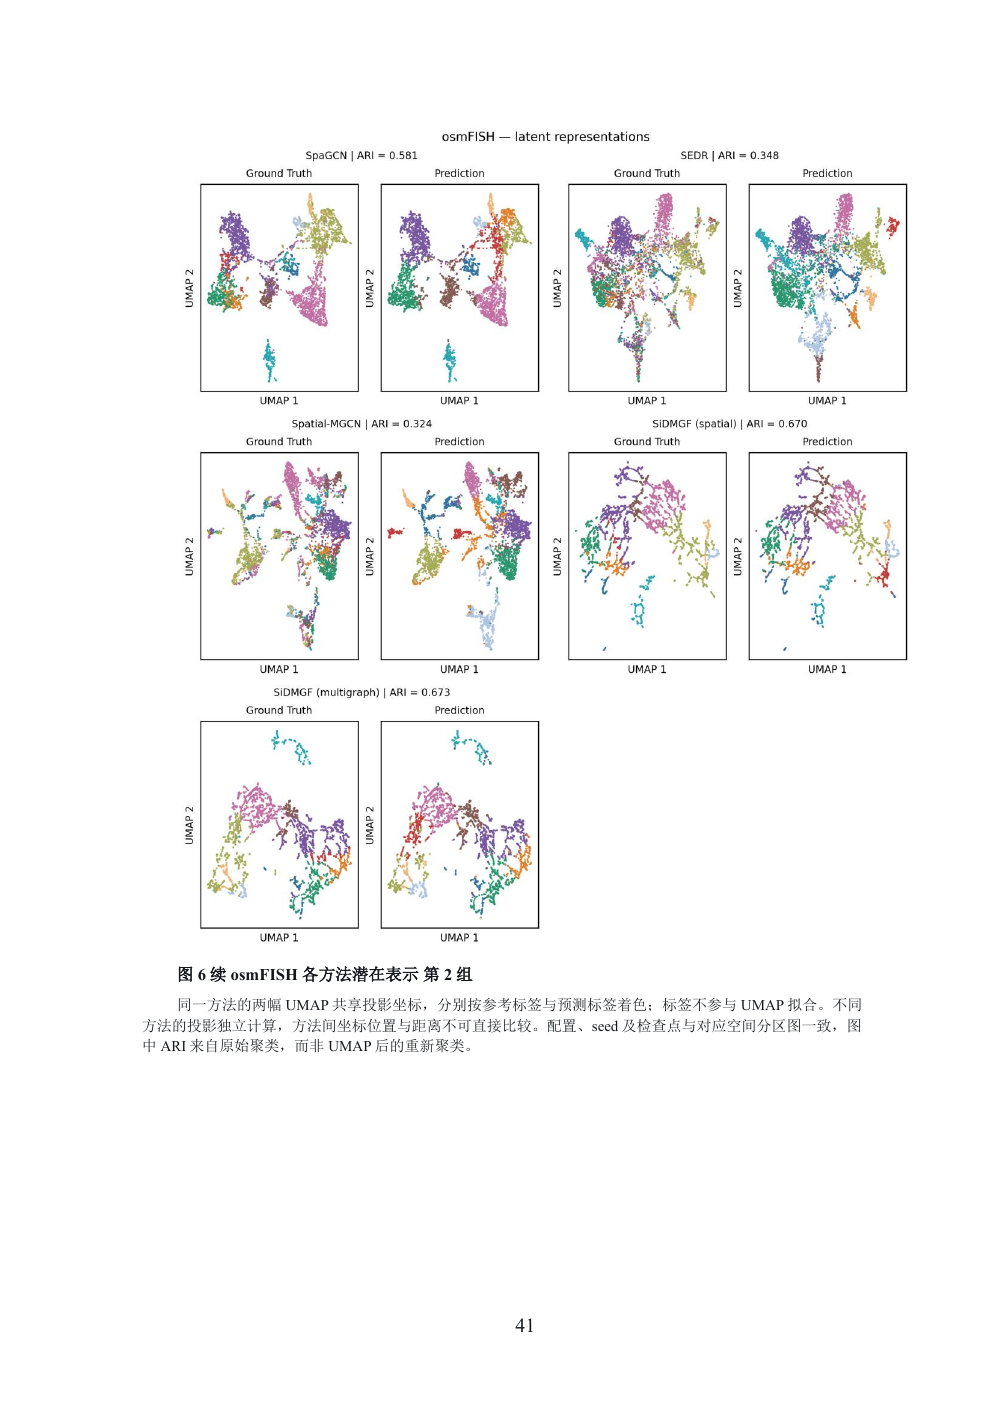 osmFISH — latent representations
SpaGCN | ARI = 0.581
SEDR | ARI = 0.348
Ground Truth
Prediction
Ground Truth
Prediction
UMAP 2
UMAP 2
UMAP 2
UMAP 2
UMAP 1
UMAP 1
UMAP 1
UMAP 1
Spatial-MGCN | ARI = 0.324
SiDMGF (spatial) | ARI = 0.670
Ground Truth
Prediction
Ground Truth
Prediction
UMAP 2
UMAP 2
UMAP 2
UMAP 2
UMAP 1
UMAP 1
UMAP 1
UMAP 1
SiDMGF (multigraph) | ARI = 0.673
Ground Truth
Prediction
UMAP 2
UMAP 2
UMAP 1
UMAP 1
图 6 续 osmFISH 各方法潜在表示 第 2 组
同一方法的两幅 UMAP 共享投影坐标，分别按参考标签与预测标签着色；标签不参与 UMAP 拟合。不同
方法的投影独立计算，方法间坐标位置与距离不可直接比较。配置、seed 及检查点与对应空间分区图一致，图
中 ARI 来自原始聚类，而非 UMAP 后的重新聚类。
41